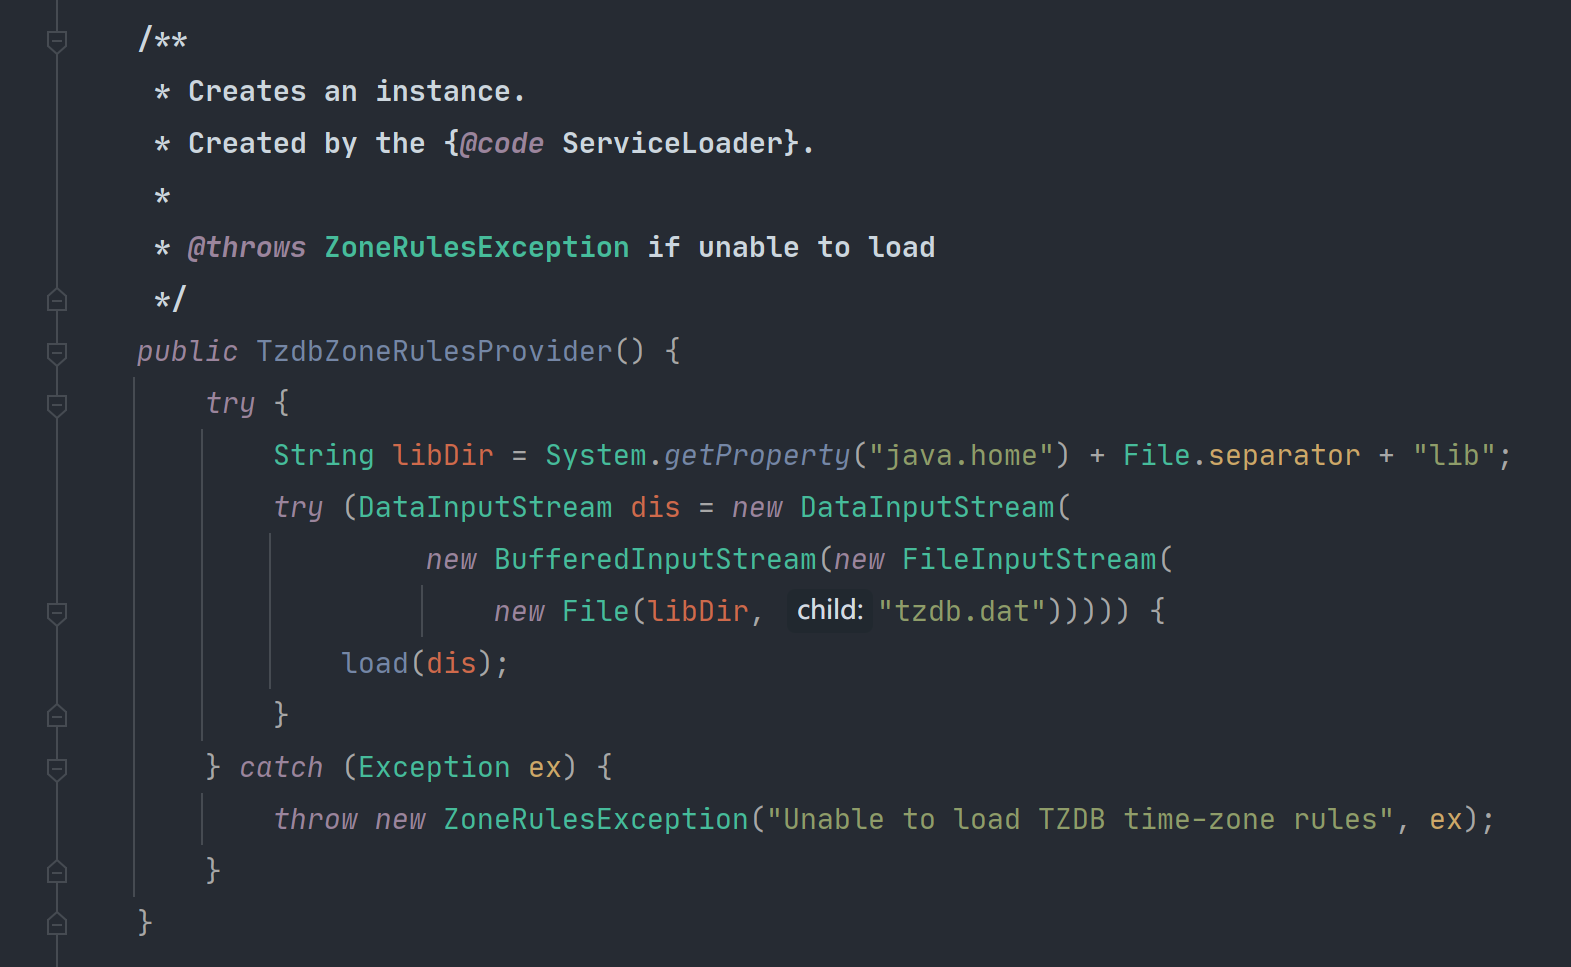 /**
 * Creates an instance.
 * Created by the {@code ServiceLoader}.
 *
 * @throws ZoneRulesException if unable to load
 */
public TzdbZoneRulesProvider() {
    try {
        String libDir = System.getProperty("java.home") + File.separator + "lib";
        try (DataInputStream dis = new DataInputStream(
                 new BufferedInputStream(new FileInputStream(
                     new File(libDir, child: "tzdb.dat"))))) {
            load(dis);
        }
    } catch (Exception ex) {
        throw new ZoneRulesException("Unable to load TZDB time-zone rules", ex);
    }
}